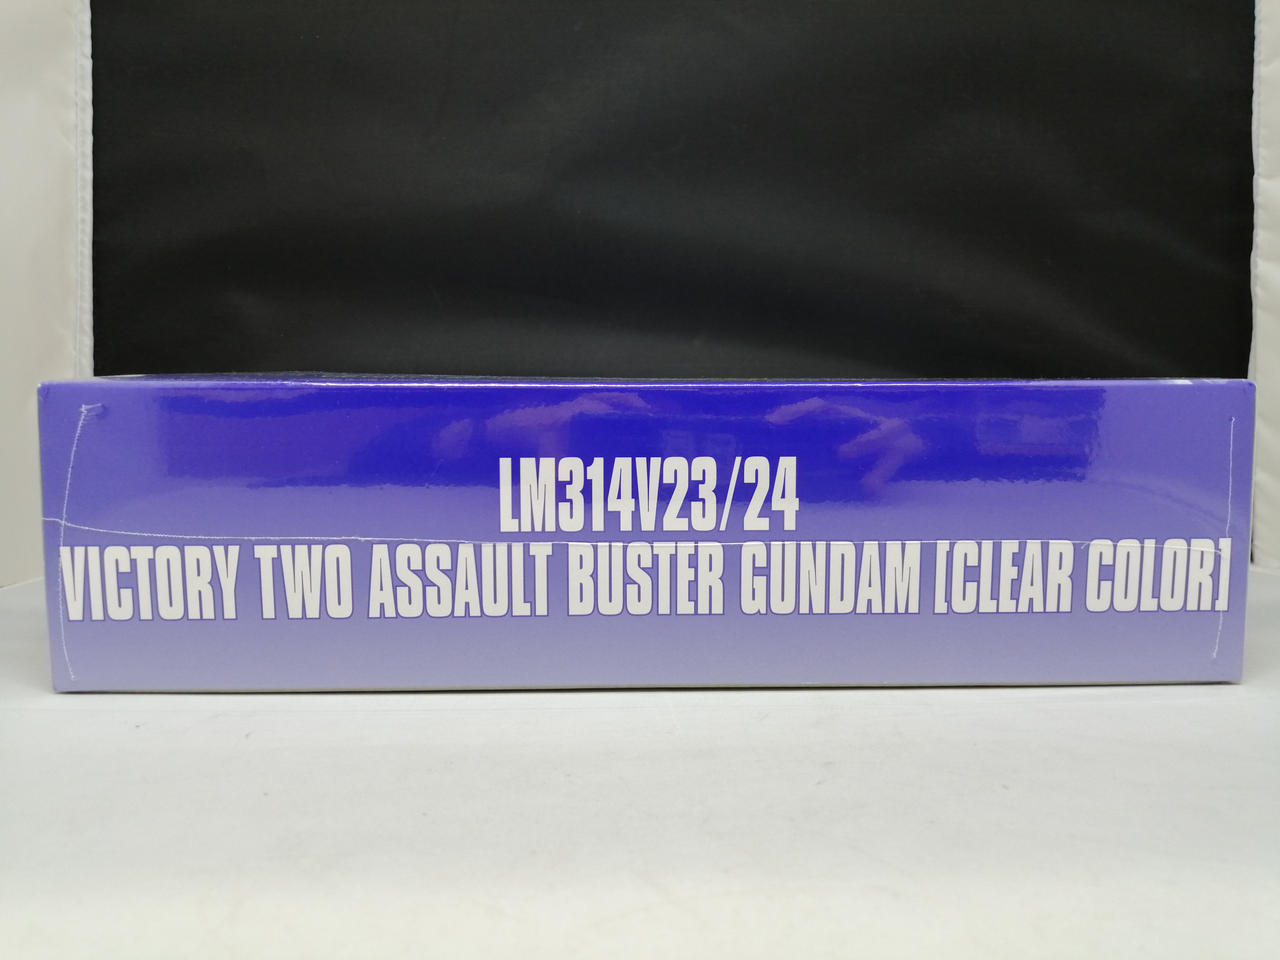 LM314V23/24
VICTORY TWO ASSAULT BUSTER GUNDAM [CLEAR COLOR]